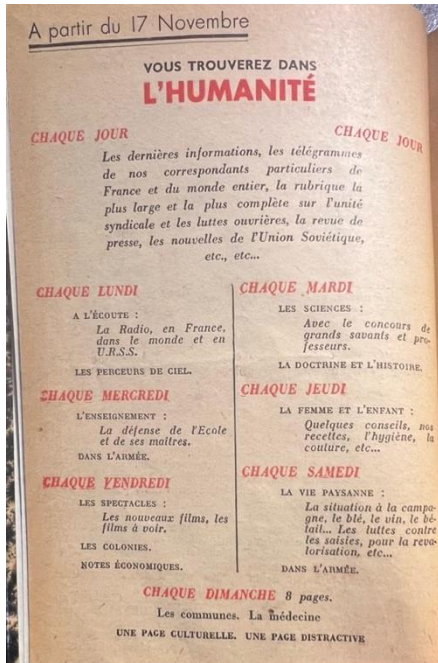 A partir du 17 Novembre
VOUS TROUVEREZ DANS
L'HUMANITÉ
CHAQUE JOUR
CHAQUE JOUR
Les dernières informations, les télégrammes
de nos correspondants particuliers de
France et du monde entier, la rubrique la
plus large et la plus complète sur l'unité
syndicale et les luttes ouvrières, la revue de
presse, les nouvelles de l'Union Soviétique,
etc., etc...
CHAQUE LUNDI
A L'ÉCOUTE :
La Radio, en France,
dans le monde et en
U.R.S.S.
LES PERCEURS DE CIEL.
CHAQUE MERCREDI
L'ENSEIGNEMENT :
La défense de l'Ecole
et de ses maîtres.
DANS L'ARMÉE.
CHAQUE VENDREDI
LES SPECTACLES :
Les nouveaux films, les
films à voir.
LES COLONIES.
NOTES ÉCONOMIQUES.
CHAQUE MARDI
LES SCIENCES :
Avec le concours de
grands savants et pro-
fesseurs.
LA DOCTRINE ET L'HISTOIRE.
CHAQUE JEUDI
LA FEMME ET L'ENFANT :
Quelques conseils, nos
recettes, l'hygiène, la
couture, etc...
CHAQUE SAMEDI
LA VIE PAYSANNE :
La situation à la campa-
gne, le blé, le vin, le bé-
tail... Les luttes contre
les saisies, pour la reva-
lorisation, etc...
DANS L'ARMÉE.
CHAQUE DIMANCHE 8 pages.
Les communes. La médecine
UNE PAGE CULTURELLE. UNE PAGE DISTRACTIVE